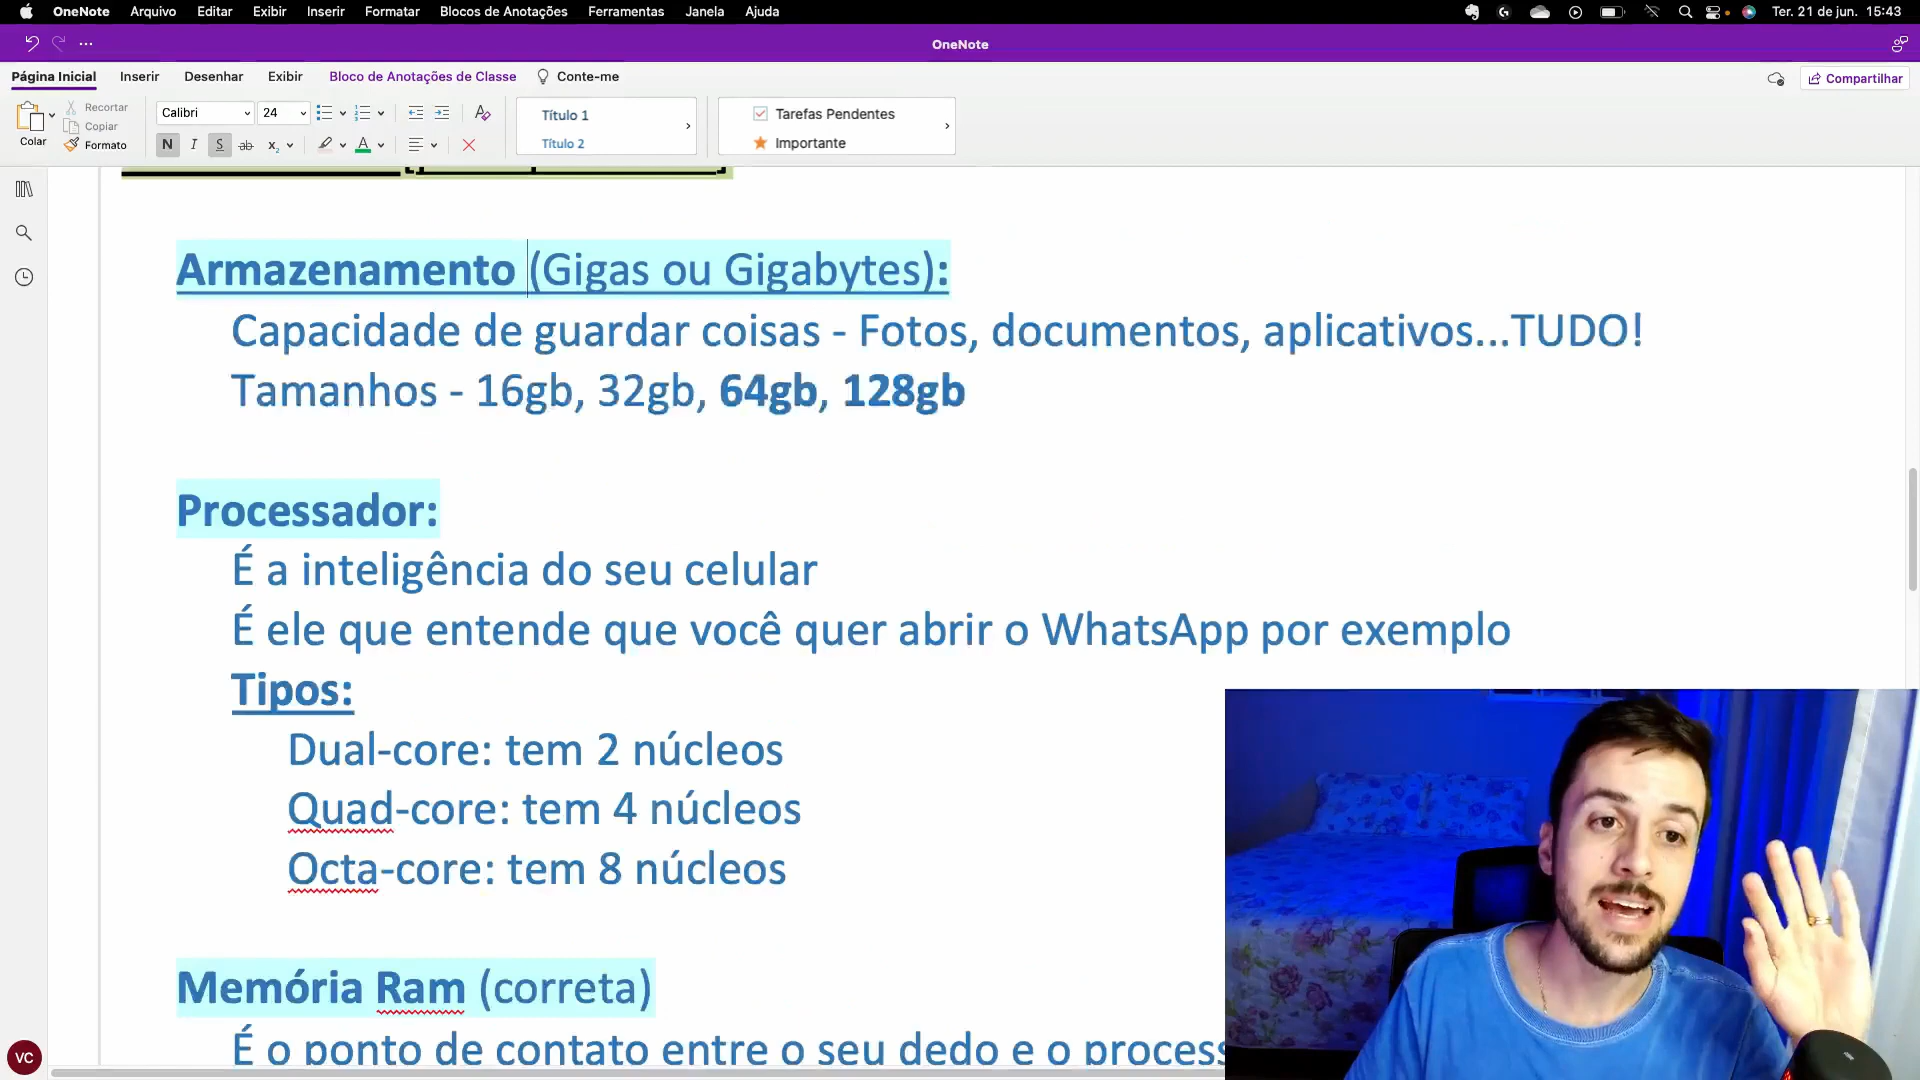 OneNote Arquivo Editar Exibir Inserir Formatar Blocos de Anotações Ferramentas Janela Ajuda Ter. 21 de jun. 15:43
OneNote
Página Inicial Inserir Desenhar Exibir Bloco de Anotações de Classe Conte-me Compartilhar
Colar Recortar Copiar Formato
Calibri 24
N I S ab x₂ A
Título 1
Título 2
Tarefas Pendentes
Importante
Armazenamento (Gigas ou Gigabytes):
Capacidade de guardar coisas - Fotos, documentos, aplicativos...TUDO!
Tamanhos - 16gb, 32gb, 64gb, 128gb
Processador:
É a inteligência do seu celular
É ele que entende que você quer abrir o WhatsApp por exemplo
Tipos:
Dual-core: tem 2 núcleos
Quad-core: tem 4 núcleos
Octa-core: tem 8 núcleos
Memória Ram (correta)
É o ponto de contato entre o seu dedo e o process
VC